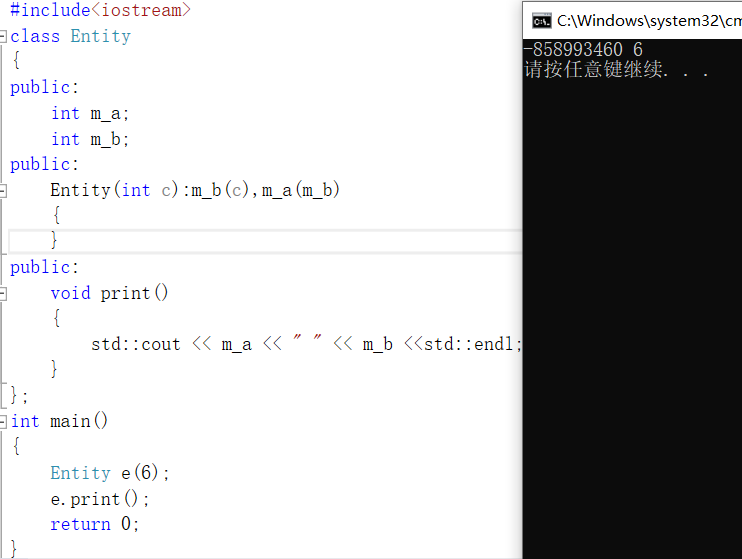 #include<iostream>
class Entity
{
public:
    int m_a;
    int m_b;
public:
    Entity(int c):m_b(c),m_a(m_b)
    {
    }
public:
    void print()
    {
        std::cout << m_a << " " << m_b <<std::endl;
    }
};
int main()
{
    Entity e(6);
    e.print();
    return 0;
}
C:\Windows\system32\cm
-858993460 6
请按任意键继续. . .